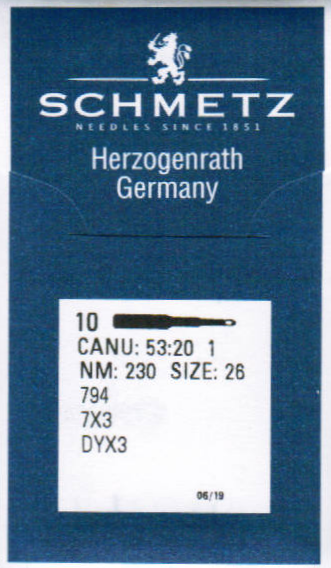 SCHMETZ
NEEDLES SINCE 1851
Herzogenrath
Germany
10
CANU: 53:20 1
NM: 230 SIZE: 26
794
7X3
DYX3
06/19